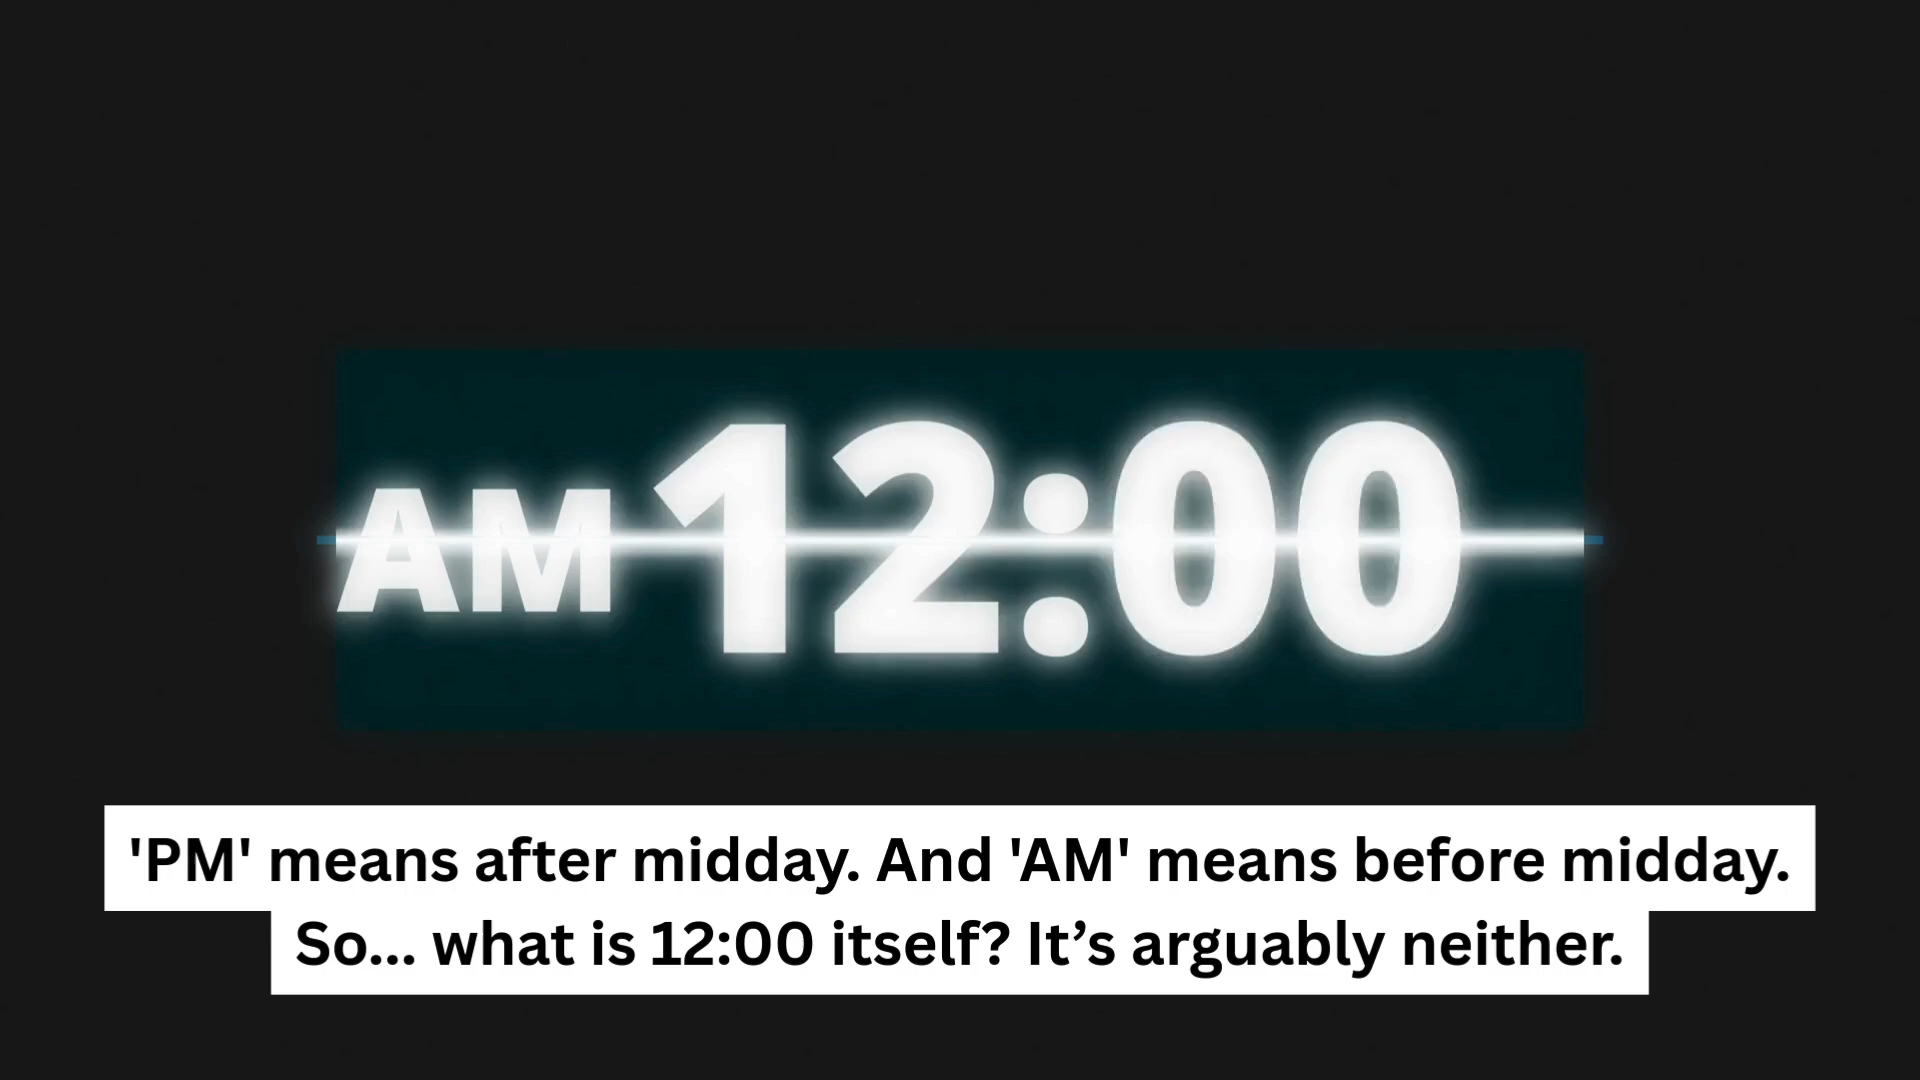 AM 12:00
'PM' means after midday. And 'AM' means before midday.
So... what is 12:00 itself? It’s arguably neither.